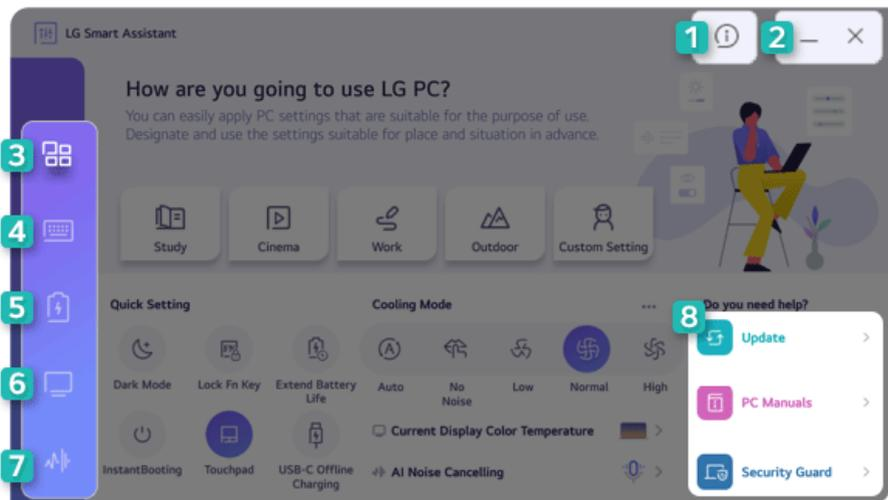 LG Smart Assistant
1
2
How are you going to use LG PC?
You can easily apply PC settings that are suitable for the purpose of use.
Designate and use the settings suitable for place and situation in advance.
3
4
5
6
7
Study
Cinema
Work
Outdoor
Custom Setting
Quick Setting
Dark Mode
Lock Fn Key
Extend Battery
Life
InstantBooting
Touchpad
USB-C Offline
Charging
Cooling Mode
Auto
No
Noise
Low
Normal
High
Current Display Color Temperature
AI Noise Cancelling
Do you need help?
8
Update
PC Manuals
Security Guard